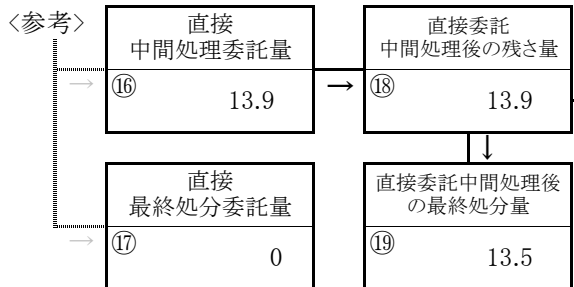 〈参考〉
直接
中間処理委託量
⑯
13.9
→
→
直接委託
中間処理後の残さ量
⑱
13.9
↓
直接
最終処分委託量
⑰
0
→
直接委託中間処理後
の最終処分量
⑲
13.5